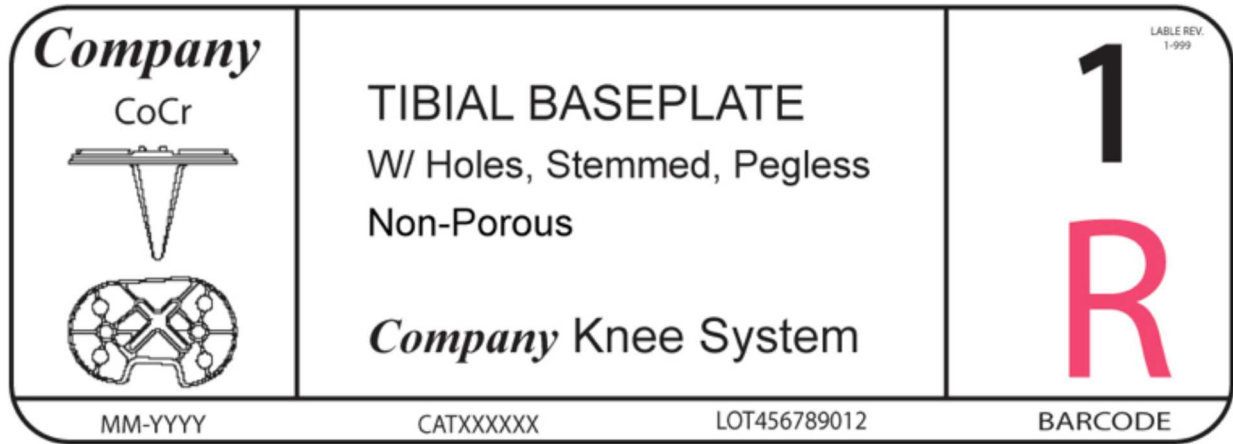 Company
CoCr
TIBIAL BASEPLATE
W/ Holes, Stemmed, Pegless
Non-Porous
Company Knee System
1
LABLE REV.
1-999
R
MM-YYYY
CATXXXXXX
LOT456789012
BARCODE